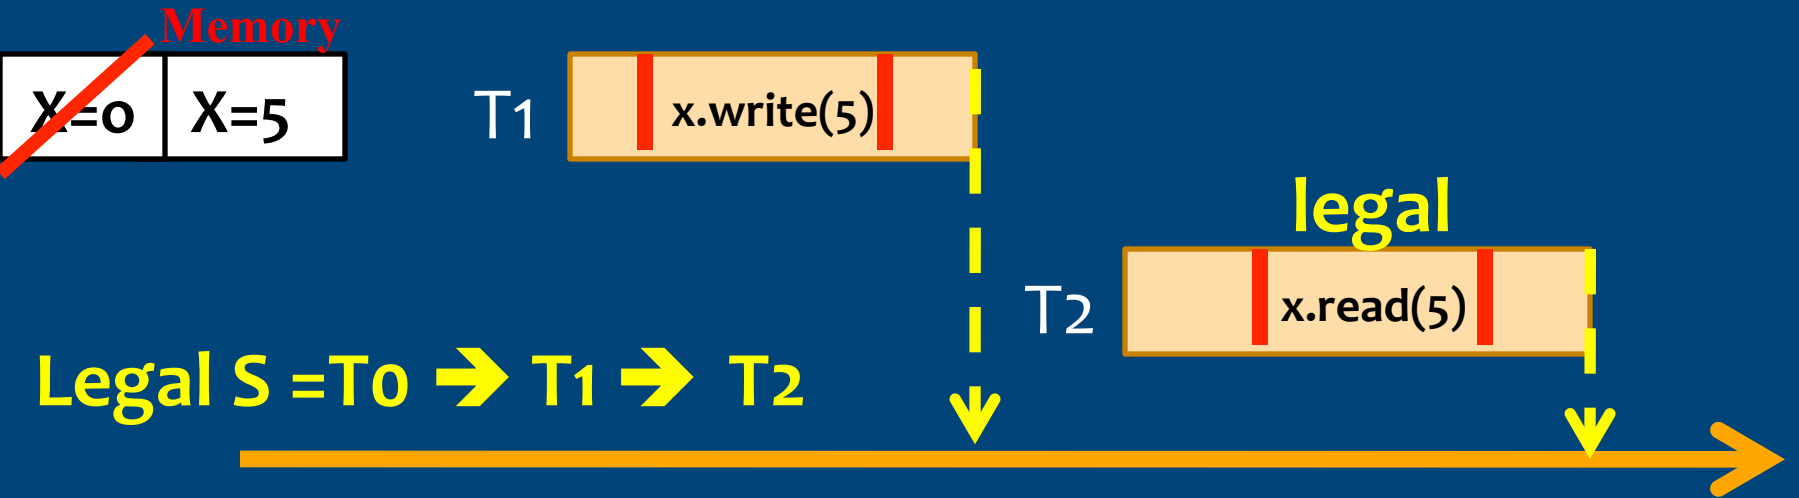 Memory
X=0 X=5
T1 x.write(5)
legal
T2 x.read(5)
Legal S =T0 ➔ T1 ➔ T2